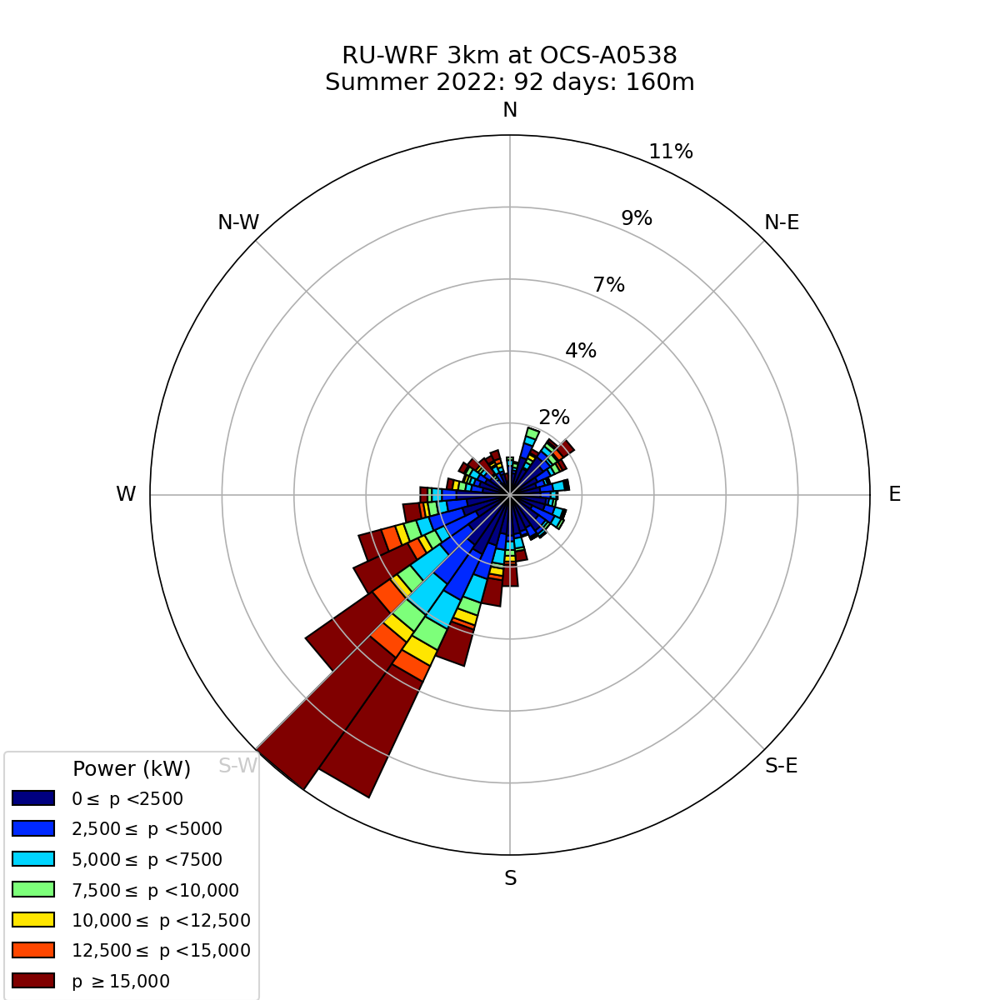 RU-WRF 3km at OCS-A0538
Summer 2022: 92 days: 160m
N
11%
N-W
9%
N-E
7%
4%
2%
W
E
S-W
S-E
S
Power (kW)
0≤ p <2500
2,500≤ p <5000
5,000≤ p <7500
7,500≤ p <10,000
10,000≤ p <12,500
12,500≤ p <15,000
p ≥15,000